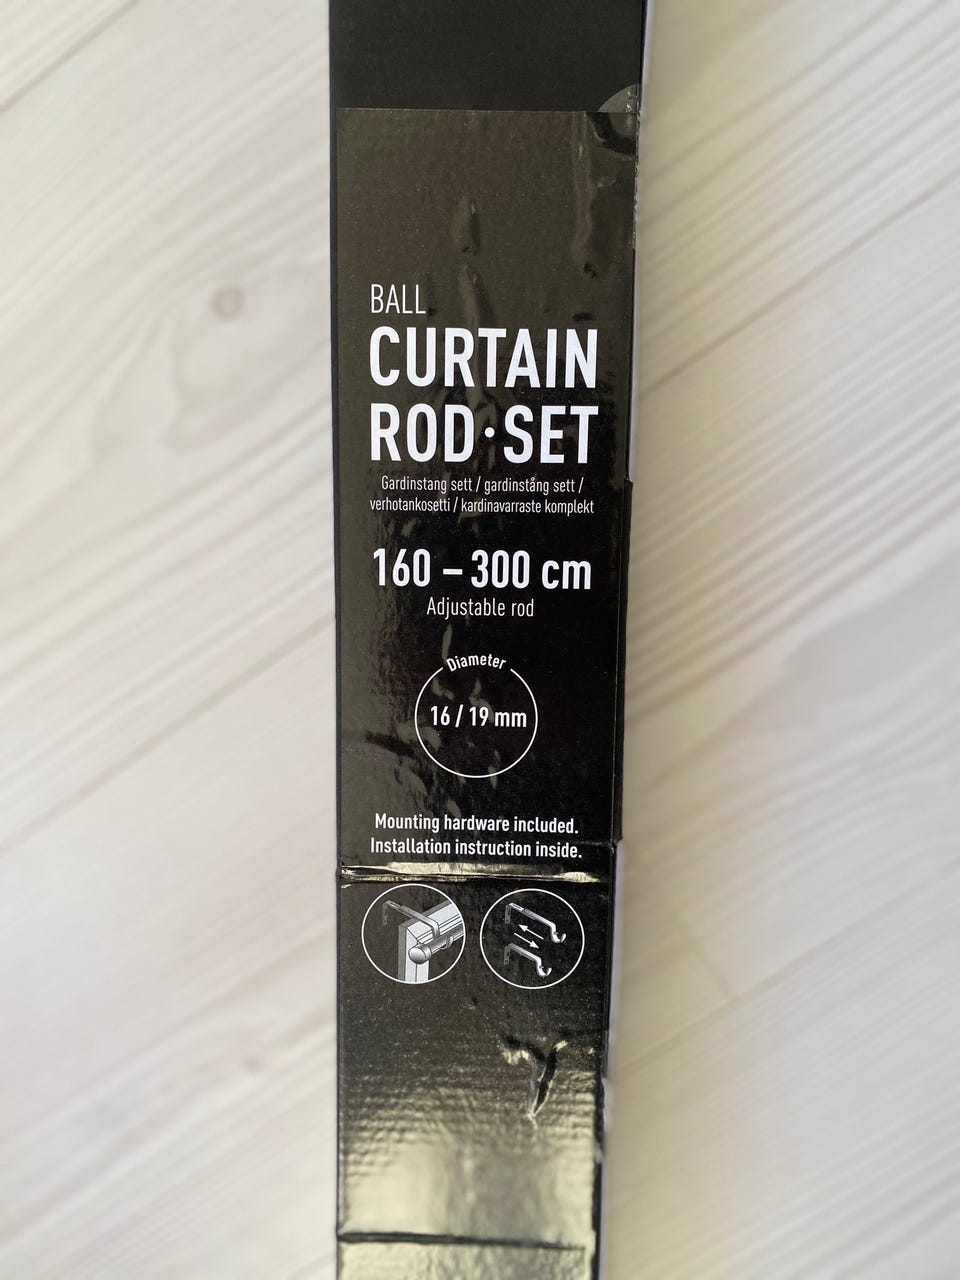 BALL
CURTAIN
ROD·SET
Gardinstang sett / gardinstång sett /
verhotankosetti / kardinavarraste komplekt
160 – 300 cm
Adjustable rod
Diameter
16 / 19 mm
Mounting hardware included.
Installation instruction inside.